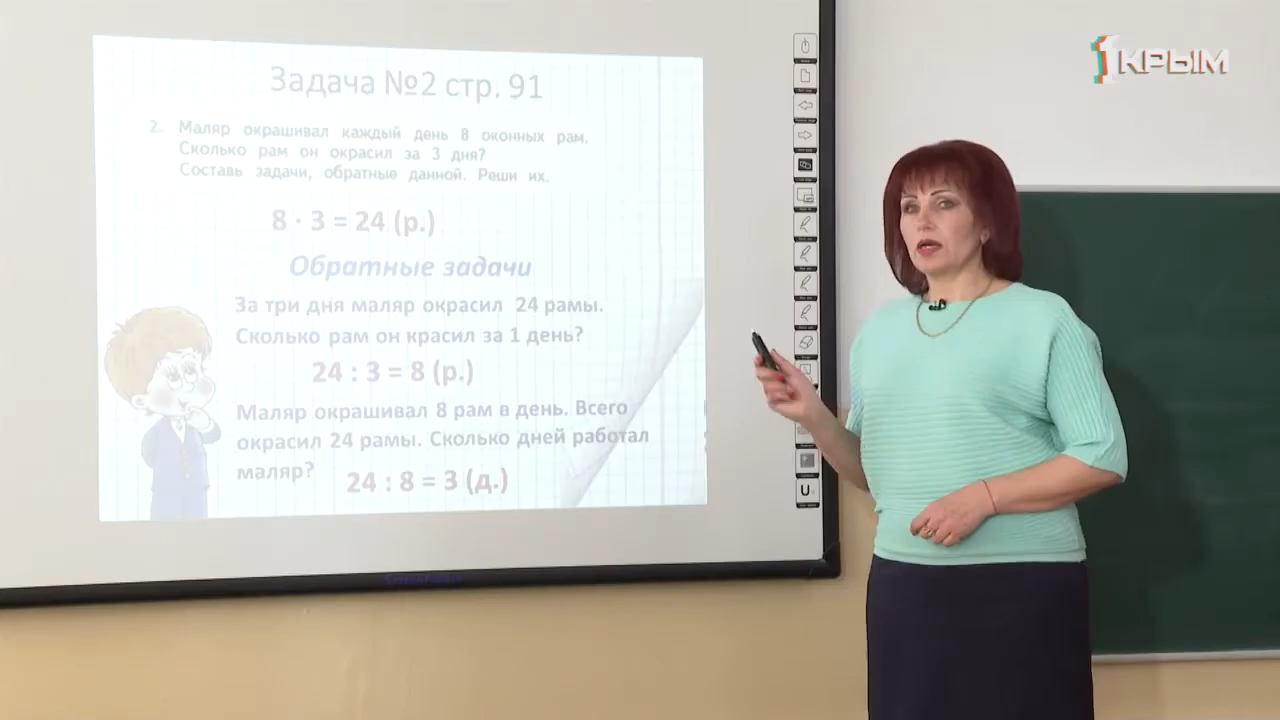 Задача №2 стр. 91
2. Маляр окрашивал каждый день 8 оконных рам.
Сколько рам он окрасил за 3 дня?
Составь задачи, обратные данной. Реши их.
8 · 3 = 24 (р.)
Обратные задачи
За три дня маляр окрасил 24 рамы.
Сколько рам он красил за 1 день?
24 : 3 = 8 (р.)
Маляр окрашивал 8 рам в день. Всего
окрасил 24 рамы. Сколько дней работал
маляр?
24 : 8 = 3 (д.)
1 КРЫМ
U